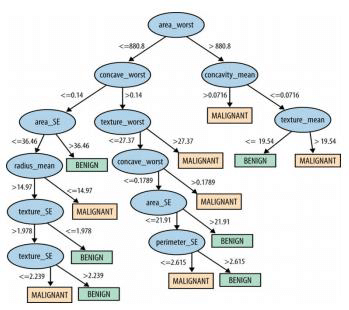 area_worst
<=880.8
> 880.8
concave_worst
concavity_mean
<=0.14
>0.14
>0.0716
<=0.0716
area_SE
texture_worst
MALIGNANT
texture_mean
<=36.46
>36.46
<=27.37
>27.37
<= 19.54
> 19.54
radius_mean
BENIGN
concave_worst
MALIGNANT
BENIGN
MALIGNANT
>14.97
<=14.97
<=0.1789
>0.1789
texture_SE
MALIGNANT
area_SE
MALIGNANT
>1.978
<=1.978
<=21.91
>21.91
texture_SE
BENIGN
perimeter_SE
BENIGN
<=2.239
>2.239
<=2.615
>2.615
MALIGNANT
BENIGN
MALIGNANT
BENIGN